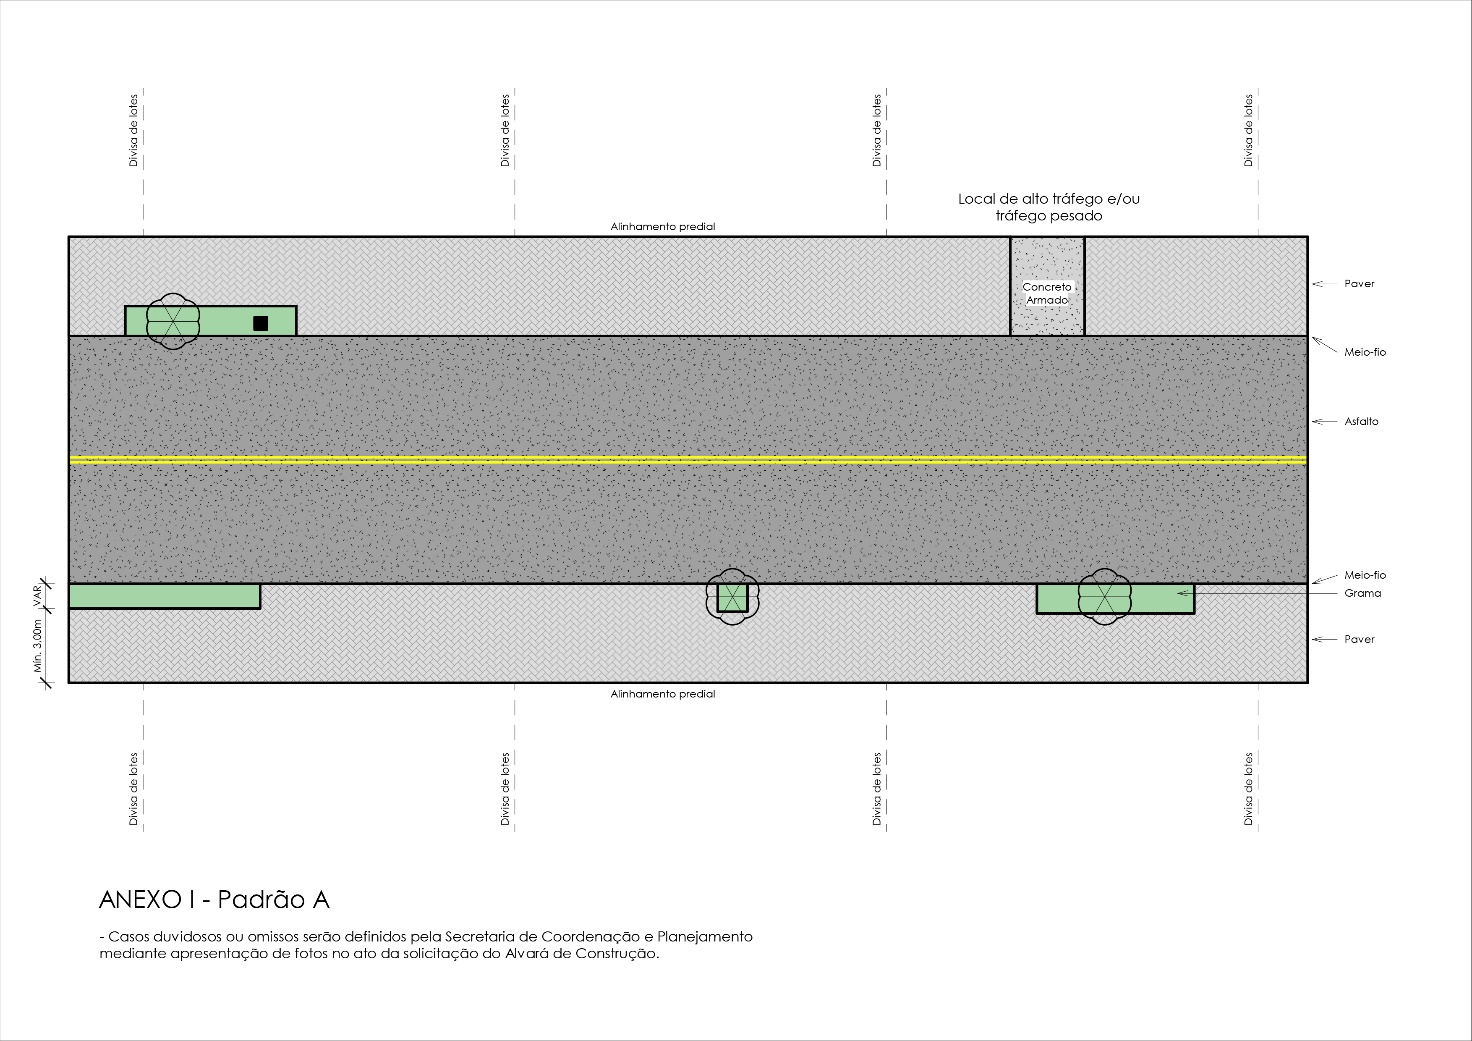 Divisa de lotes
Divisa de lotes
Divisa de lotes
Divisa de lotes
Local de alto tráfego e/ou
tráfego pesado
Alinhamento predial
Concreto
Armado
Paver
Meio-fio
Asfalto
Meio-fio
Grama
Paver
VAR.
Mín. 3.00m
Alinhamento predial
Divisa de lotes
Divisa de lotes
Divisa de lotes
Divisa de lotes
ANEXO I - Padrão A
- Casos duvidosos ou omissos serão definidos pela Secretaria de Coordenação e Planejamento
mediante apresentação de fotos no ato da solicitação do Alvará de Construção.